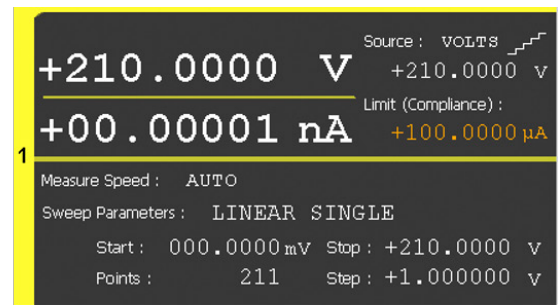 Source : VOLTS
+210.0000 V
+210.0000 V
Limit (Compliance) :
+00.00001 nA
+100.0000 µA
1
Measure Speed : AUTO
Sweep Parameters : LINEAR SINGLE
Start : 000.0000 mV Stop : +210.0000 V
Points : 211 Step : +1.000000 V